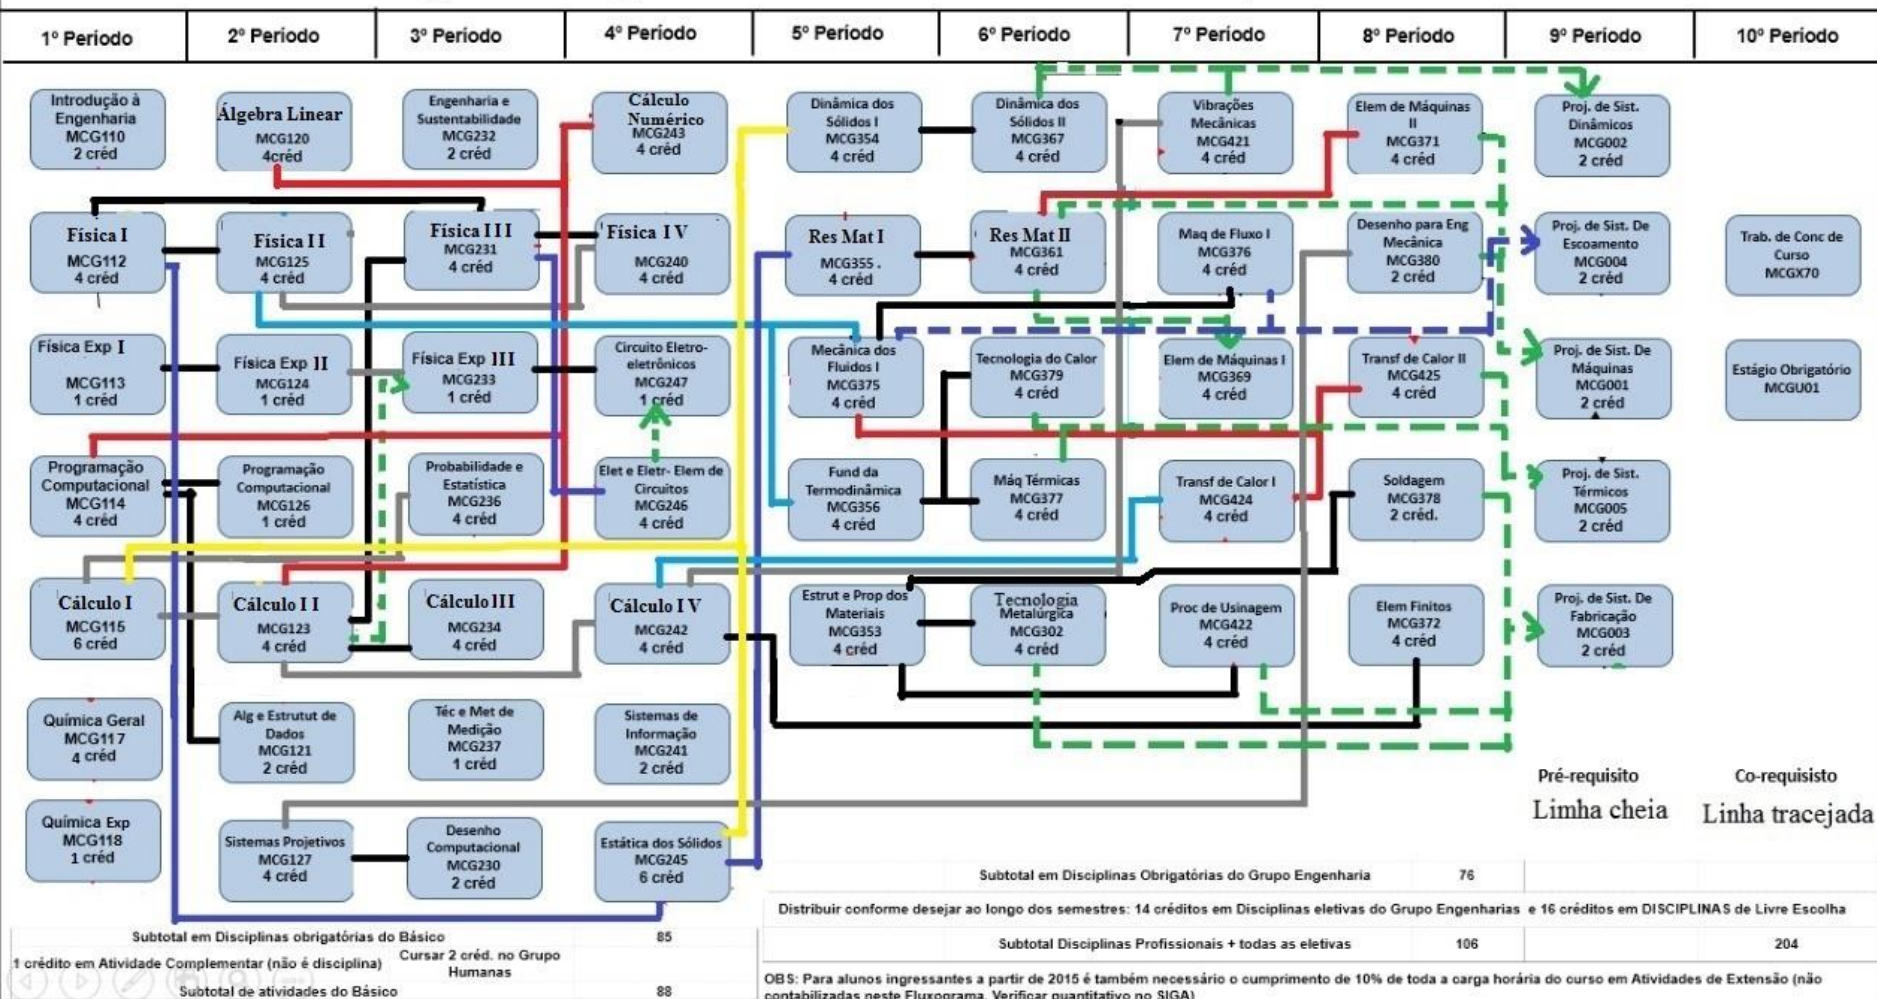 1º Período
2º Período
3º Período
4º Período
5º Período
6º Período
7º Período
8º Período
9º Período
10º Período
Introdução à
Engenharia
MCG110
2 créd
Física I
MCG112
4 créd
Física Exp I
MCG113
1 créd
Programação
Computacional
MCG114
4 créd
Cálculo I
MCG115
6 créd
Química Geral
MCG117
4 créd
Química Exp
MCG118
1 créd
Álgebra Linear
MCG120
4créd
Física II
MCG125
4 créd
Física Exp II
MCG124
1 créd
Programação
Computacional
MCG126
1 créd
Cálculo II
MCG123
4 créd
Alg e Estrutut de
Dados
MCG121
2 créd
Sistemas Projetivos
MCG127
4 créd
Engenharia e
Sustentabilidade
MCG232
2 créd
Física III
MCG231
4 créd
Física Exp III
MCG233
1 créd
Probabilidade e
Estatística
MCG236
4 créd
Cálculo III
MCG234
4 créd
Téc e Met de
Medição
MCG237
1 créd
Desenho
Computacional
MCG230
2 créd
Cálculo
Numérico
MCG243
4 créd
Física IV
MCG240
4 créd
Circuito Eletro-
eletrônicos
MCG247
1 créd
Elet e Eletr- Elem de
Circuitos
MCG246
4 créd
Cálculo IV
MCG242
4 créd
Sistemas de
Informação
MCG241
2 créd
Estática dos Sólidos
MCG245
6 créd
Dinâmica dos
Sólidos I
MCG354
4 créd
Res Mat I
MCG355 .
4 créd
Mecânica dos
Fluidos I
MCG375
4 créd
Fund da
Termodinâmica
MCG356
4 créd
Estrut e Prop dos
Materiais
MCG353
4 créd
Dinâmica dos
Sólidos II
MCG367
4 créd
Res Mat II
MCG361
4 créd
Tecnologia do Calor
MCG379
4 créd
Máq Térmicas
MCG377
4 créd
Tecnologia
Metalúrgica
MCG302
4 créd
Vibrações
Mecânicas
MCG421
4 créd
Maq de Fluxo I
MCG376
4 créd
Elem de Máquinas I
MCG369
4 créd
Transf de Calor I
MCG424
4 créd
Proc de Usinagem
MCG422
4 créd
Elem de Máquinas
II
MCG371
4 créd
Desenho para Eng
Mecânica
MCG380
2 créd
Transf de Calor II
MCG425
4 créd
Soldagem
MCG378
2 créd.
Elem Finitos
MCG372
4 créd
Proj. de Sist.
Dinâmicos
MCG002
2 créd
Proj. de Sist. De
Escoamento
MCG004
2 créd
Proj. de Sist. De
Máquinas
MCG001
2 créd
Proj. de Sist.
Térmicos
MCG005
2 créd
Proj. de Sist. De
Fabricação
MCG003
2 créd
Trab. de Conc de
Curso
MCGX70
Estágio Obrigatório
MCGU01
Pré-requisito
Limha cheia
Co-requisisto
Linha tracejada
Subtotal em Disciplinas obrigatórias do Básico 85
1 crédito em Atividade Complementar (não é disciplina)
Cursar 2 créd. no Grupo
Humanas
Subtotal de atividades do Básico 88
Subtotal em Disciplinas Obrigatórias do Grupo Engenharia 76
Distribuir conforme desejar ao longo dos semestres: 14 créditos em Disciplinas eletivas do Grupo Engenharias e 16 créditos em DISCIPLINAS de Livre Escolha
Subtotal Disciplinas Profissionais + todas as eletivas 106 204
OBS: Para alunos ingressantes a partir de 2015 é também necessário o cumprimento de 10% de toda a carga horária do curso em Atividades de Extensão (não
contabilizadas neste Fluxograma. Verificar quantitativo no SIGA)